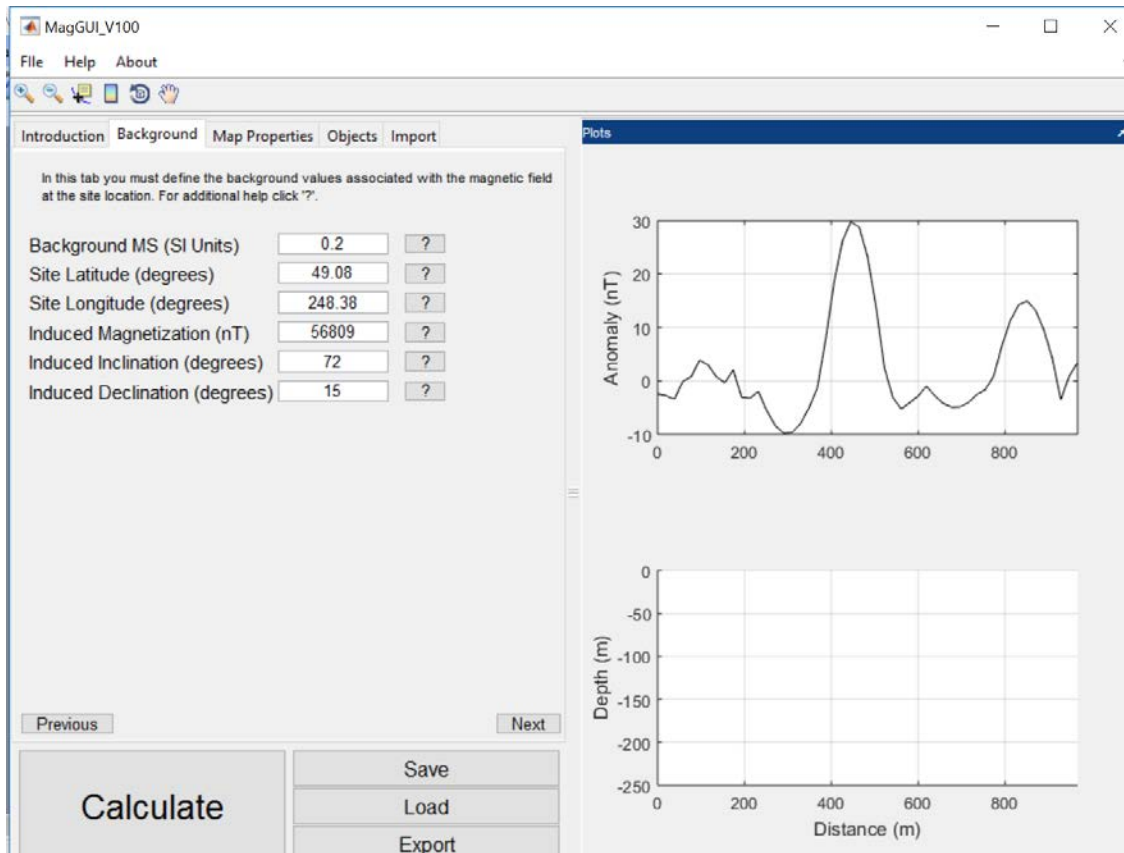 MagGUI_V100
FIle Help About
Introduction Background Map Properties Objects Import
In this tab you must define the background values associated with the magnetic field
at the site location. For additional help click '?'.
Background MS (SI Units) 0.2 ?
Site Latitude (degrees) 49.08 ?
Site Longitude (degrees) 248.38 ?
Induced Magnetization (nT) 56809 ?
Induced Inclination (degrees) 72 ?
Induced Declination (degrees) 15 ?
Previous Next
Calculate
Save
Load
Export
Plots
Anomaly (nT)
30
20
10
0
-10
0 200 400 600 800
Depth (m)
0
-50
-100
-150
-200
-250
0 200 400 600 800
Distance (m)